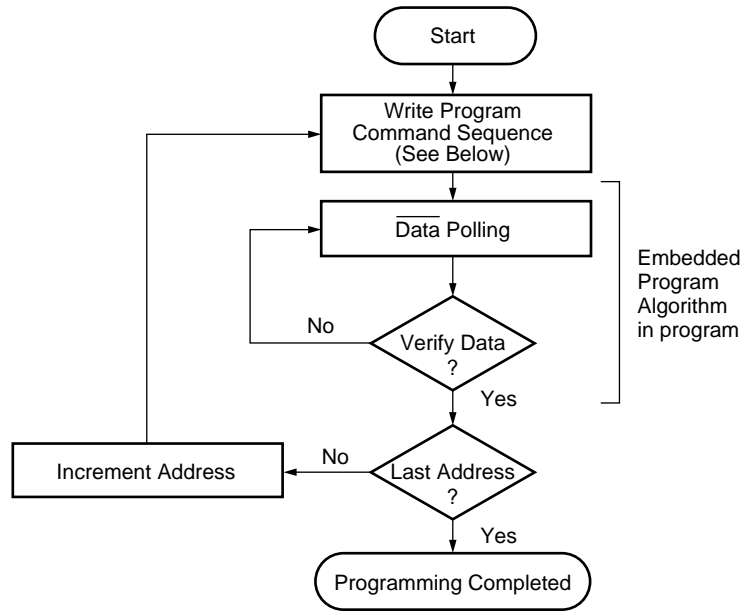 Start
Write Program
Command Sequence
(See Below)
Data Polling
Embedded
Program
Algorithm
in program
No
Verify Data
?
Yes
Increment Address
No
Last Address
?
Yes
Programming Completed